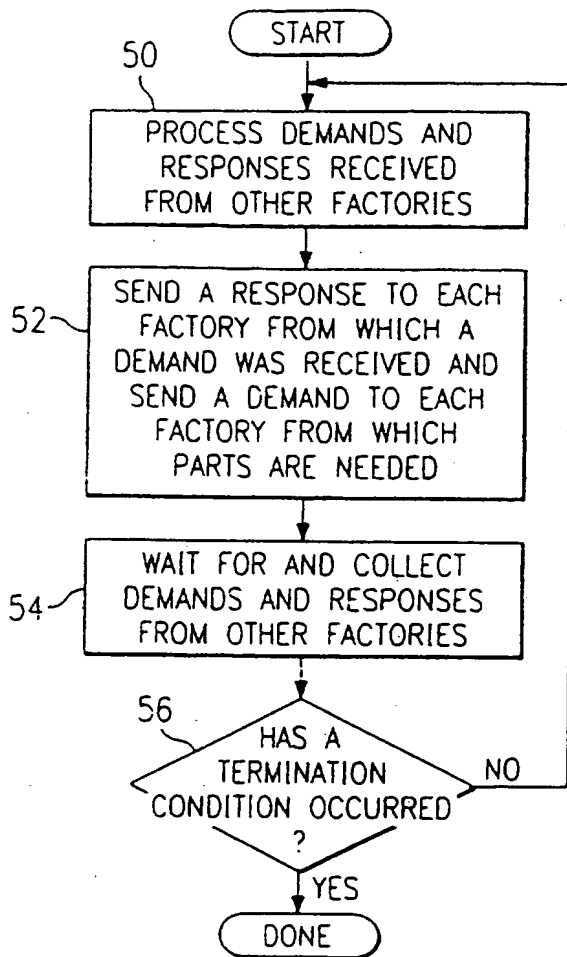 START
50
PROCESS DEMANDS AND
RESPONSES RECEIVED
FROM OTHER FACTORIES
52
SEND A RESPONSE TO EACH
FACTORY FROM WHICH A
DEMAND WAS RECEIVED AND
SEND A DEMAND TO EACH
FACTORY FROM WHICH
PARTS ARE NEEDED
54
WAIT FOR AND COLLECT
DEMANDS AND RESPONSES
FROM OTHER FACTORIES
56
HAS A
TERMINATION
CONDITION OCCURRED
?
NO
YES
DONE